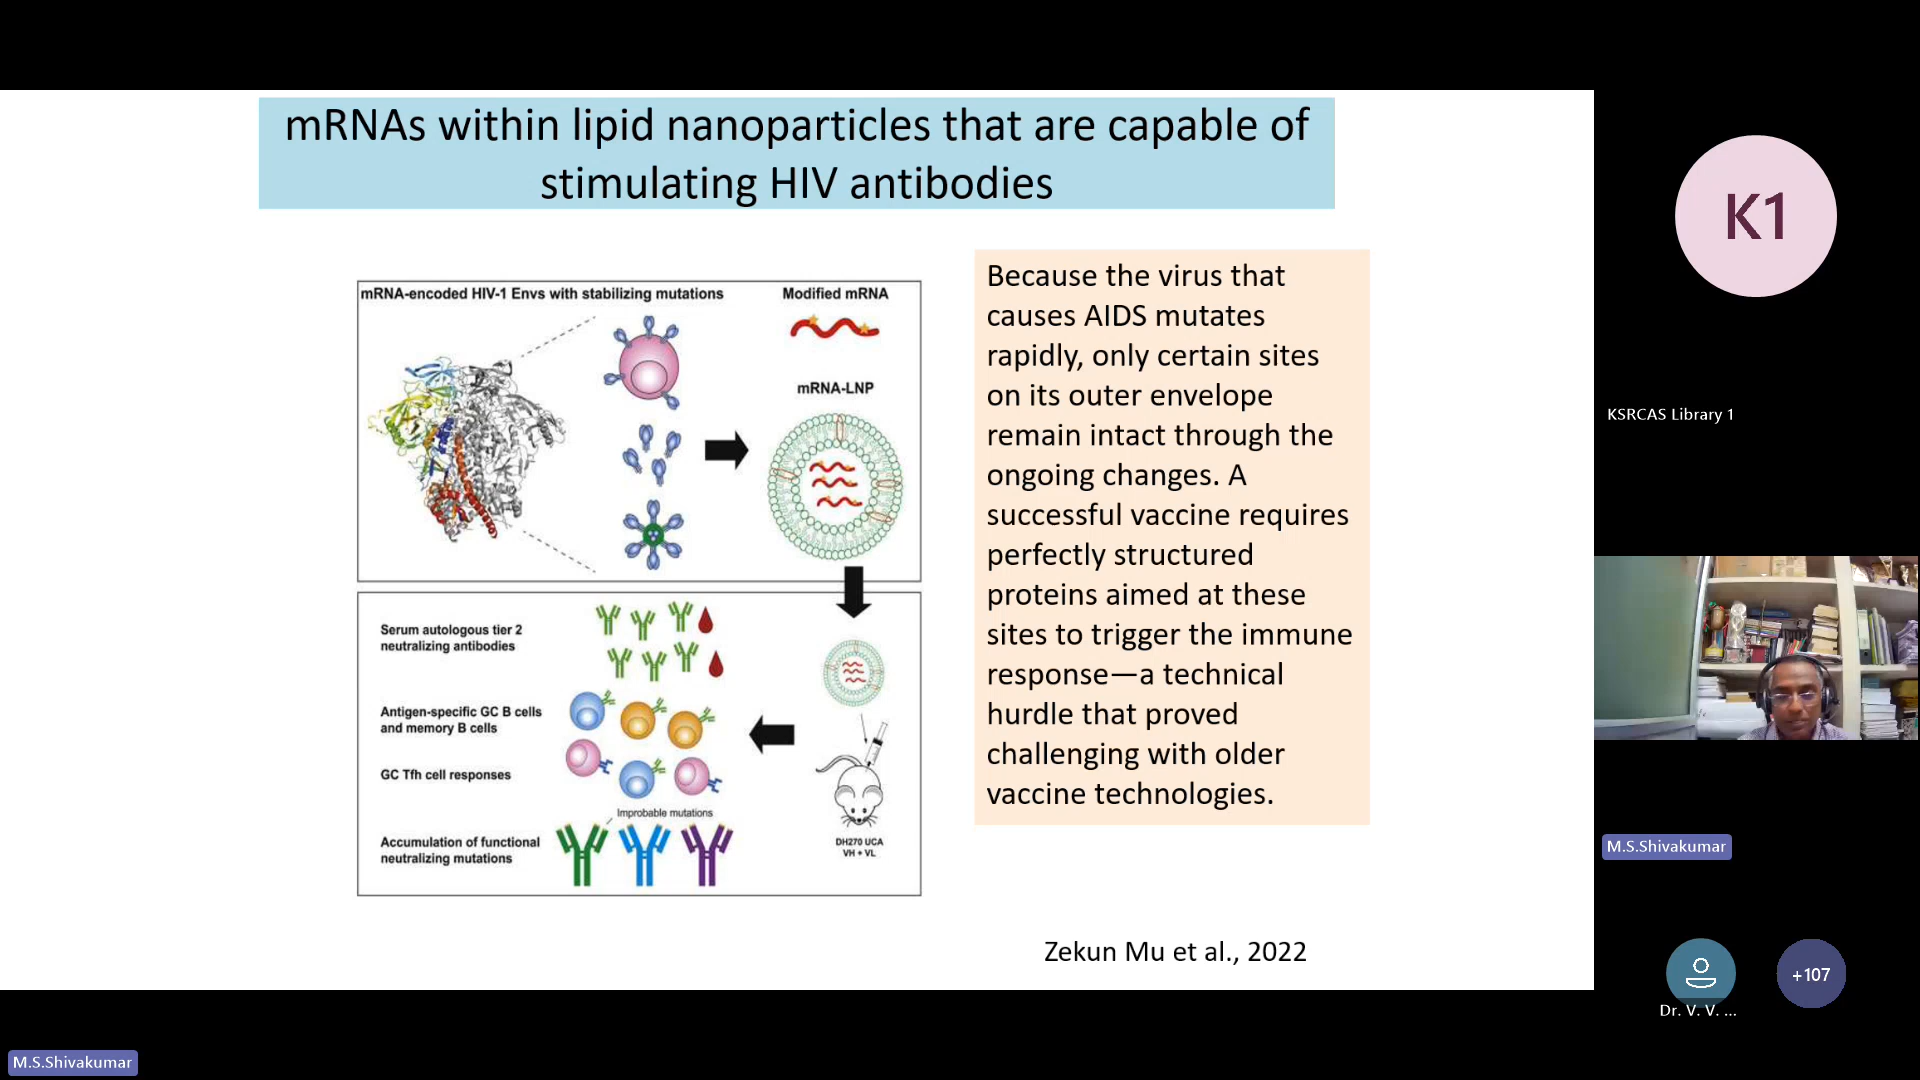 mRNAs within lipid nanoparticles that are capable of
stimulating HIV antibodies
mRNA-encoded HIV-1 Envs with stabilizing mutations
Modified mRNA
mRNA-LNP
Serum autologous tier 2
neutralizing antibodies
Antigen-specific GC B cells
and memory B cells
GC Tfh cell responses
Improbable mutations
Accumulation of functional
neutralizing mutations
DH270 UCA
VH + VL
Because the virus that
causes AIDS mutates
rapidly, only certain sites
on its outer envelope
remain intact through the
ongoing changes. A
successful vaccine requires
perfectly structured
proteins aimed at these
sites to trigger the immune
response—a technical
hurdle that proved
challenging with older
vaccine technologies.
Zekun Mu et al., 2022
K1
KSRCAS Library 1
M.S.Shivakumar
Dr. V. V. ...
+107
M.S.Shivakumar